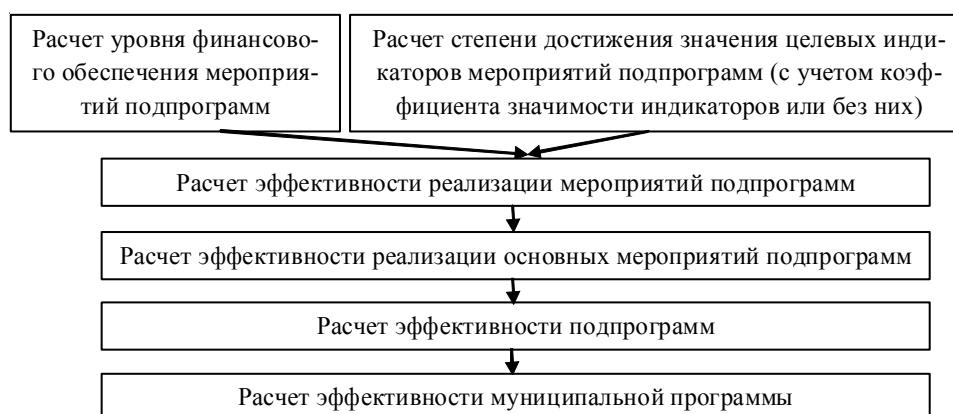 Расчет уровня финансово-
го обеспечения мероприя-
тий подпрограмм
Расчет степени достижения значения целевых инди-
каторов мероприятий подпрограмм (с учетом коэф-
фициента значимости индикаторов или без них)
Расчет эффективности реализации мероприятий подпрограмм
Расчет эффективности реализации основных мероприятий подпрограмм
Расчет эффективности подпрограмм
Расчет эффективности муниципальной программы